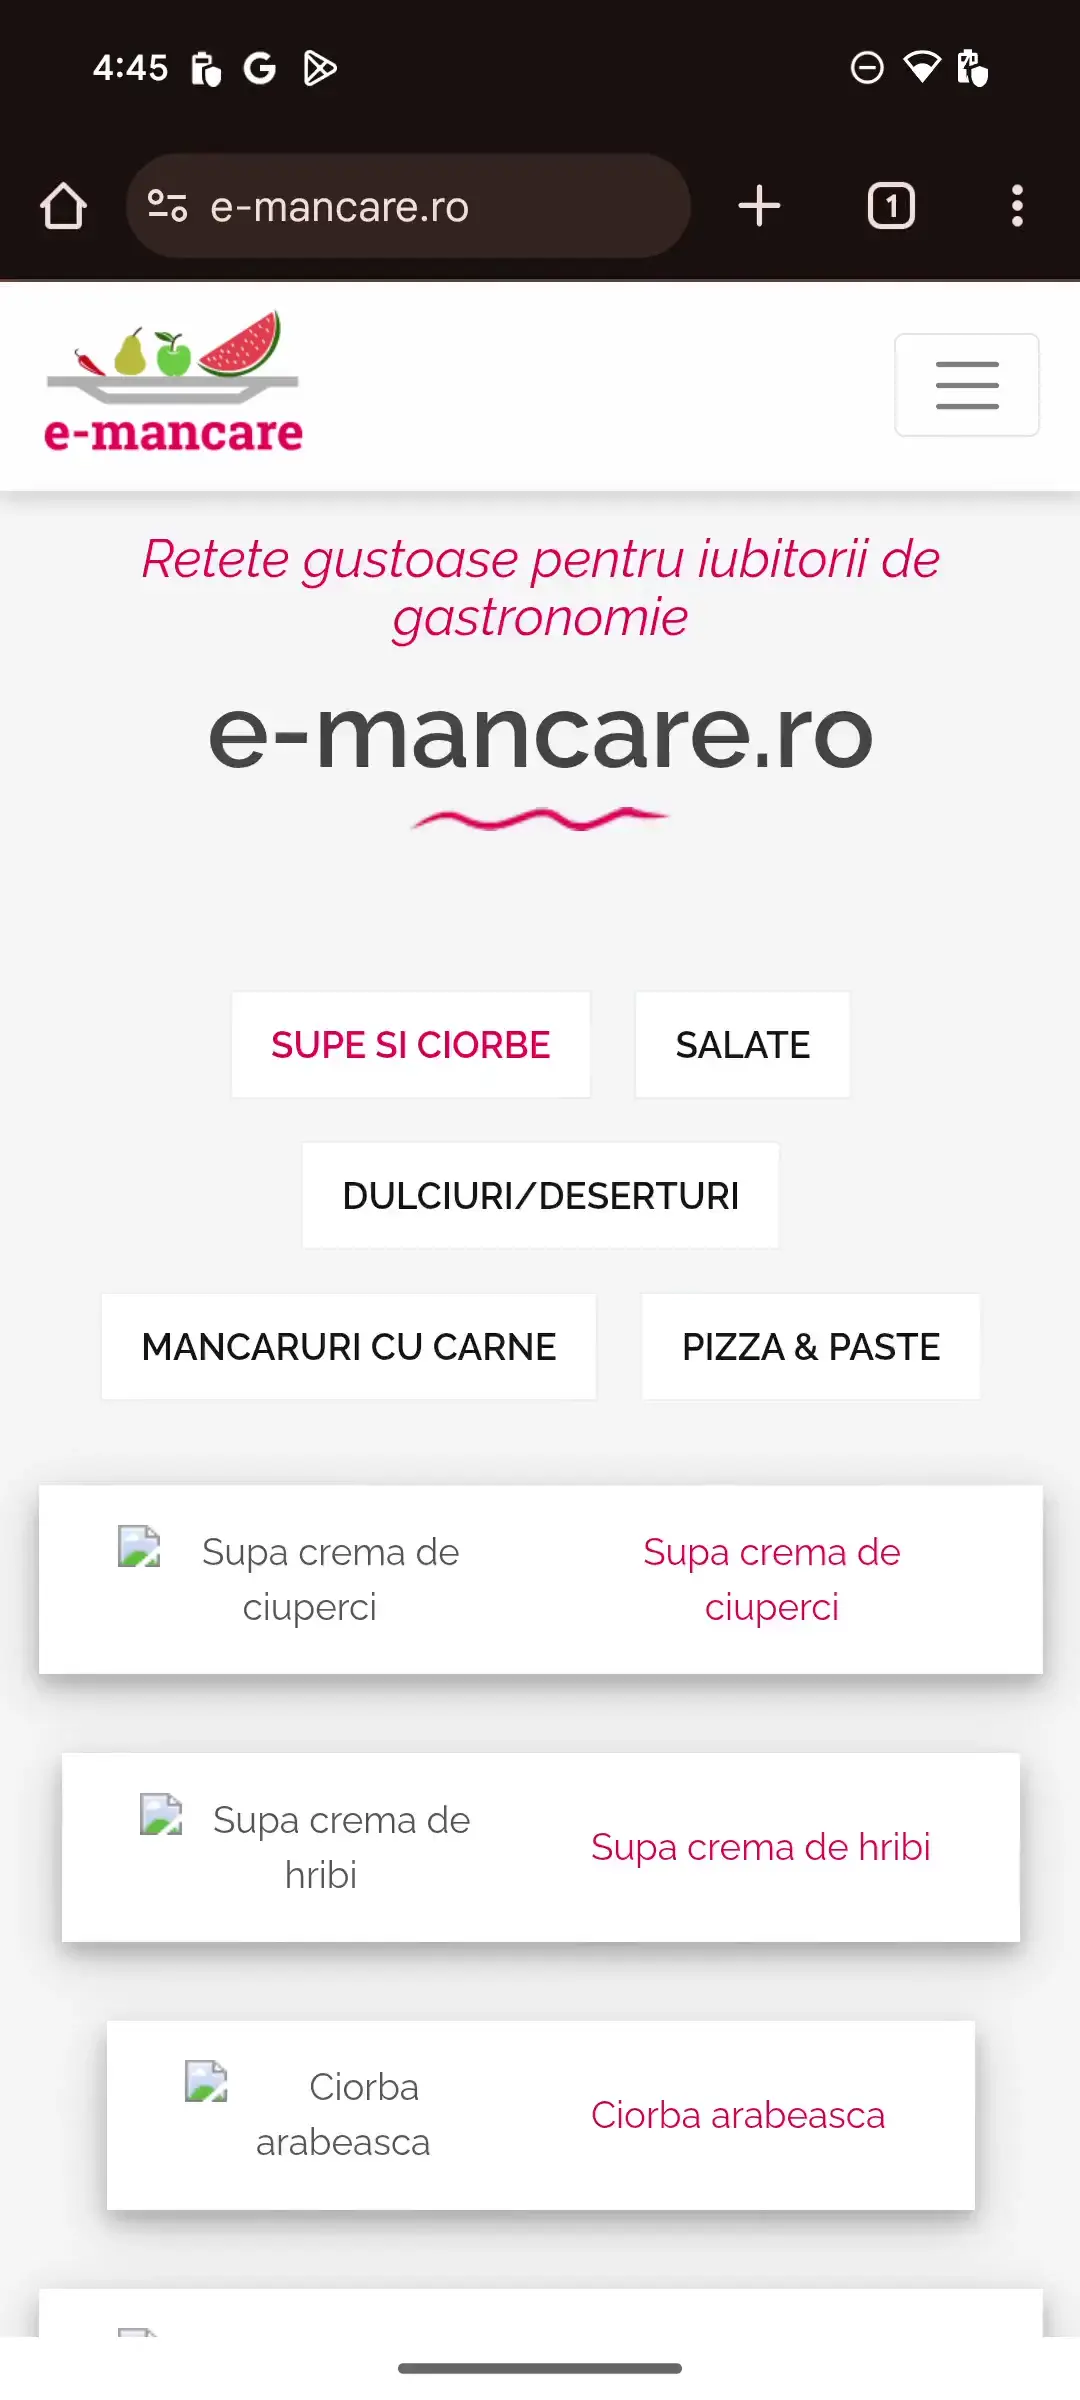 4:45
e-mancare.ro
1
e-mancare
Retete gustoase pentru iubitorii de
gastronomie
e-mancare.ro
SUPE SI CIORBE
SALATE
DULCIURI/DESERTURI
MANCARURI CU CARNE
PIZZA & PASTE
Supa crema de
ciuperci
Supa crema de
ciuperci
Supa crema de
hribi
Supa crema de hribi
Ciorba
arabeasca
Ciorba arabeasca